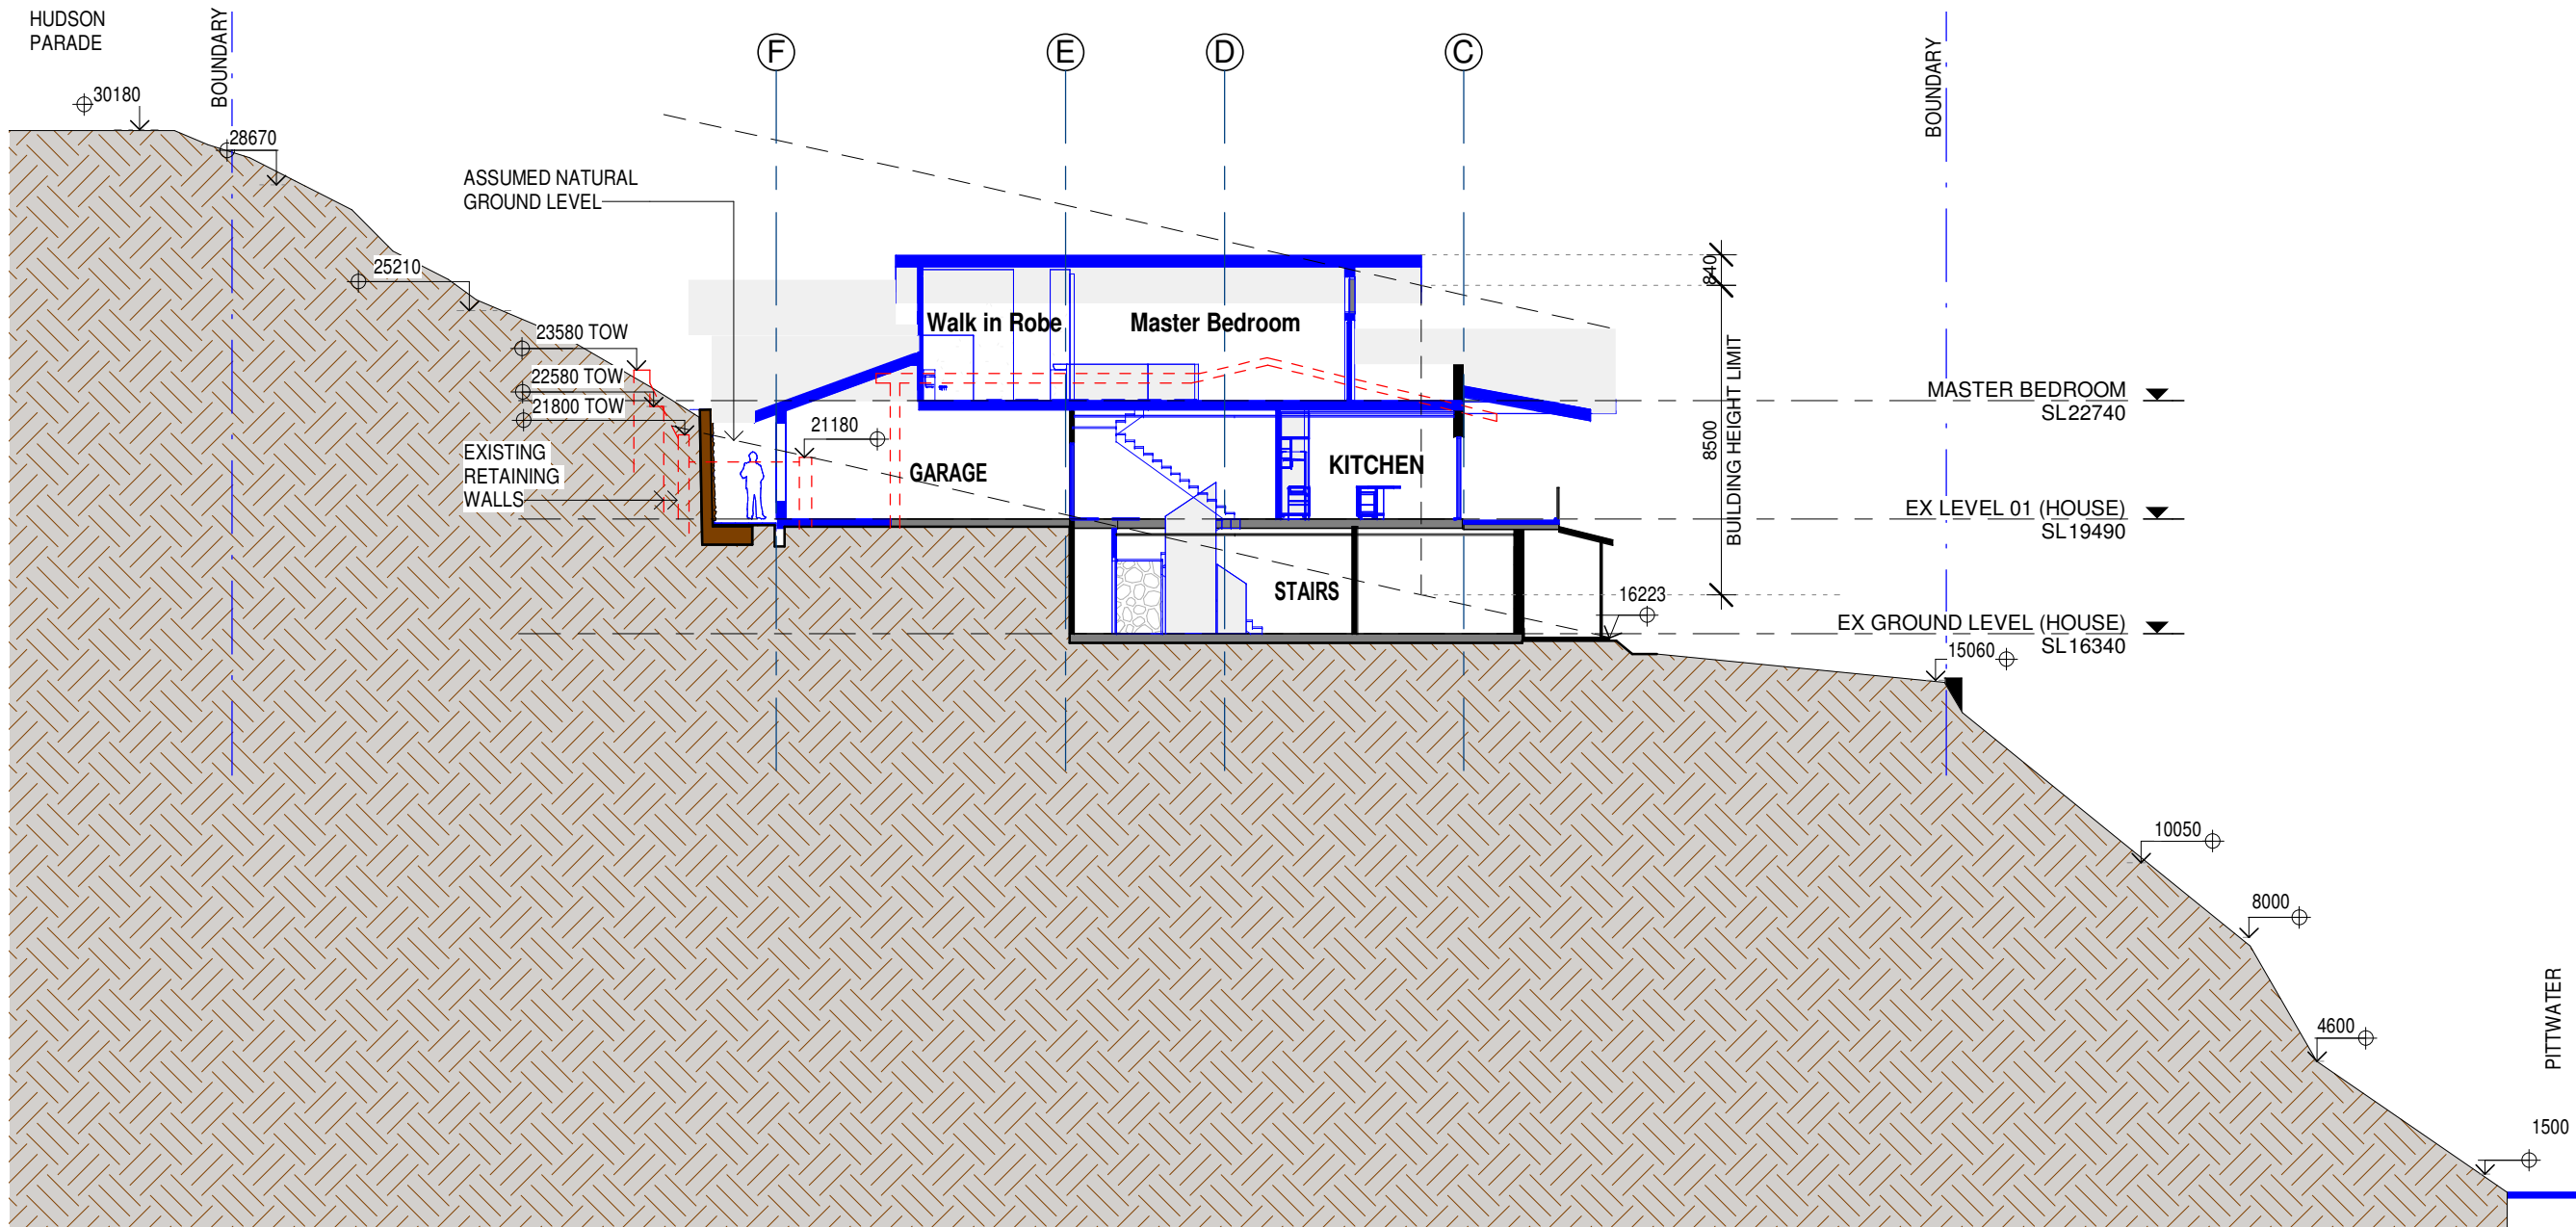 HUDSON
PARADE
BOUNDARY
F
E
D
C
BOUNDARY
30180
28670
ASSUMED NATURAL
GROUND LEVEL
25210
23580 TOW
22580 TOW
21800 TOW
EXISTING
RETAINING
WALLS
21180
Walk in Robe
Master Bedroom
GARAGE
KITCHEN
STAIRS
840
8500
BUILDING HEIGHT LIMIT
MASTER BEDROOM
SL22740
EX LEVEL 01 (HOUSE)
SL19490
16223
EX GROUND LEVEL (HOUSE)
SL16340
15060
10050
8000
4600
PITTWATER
1500